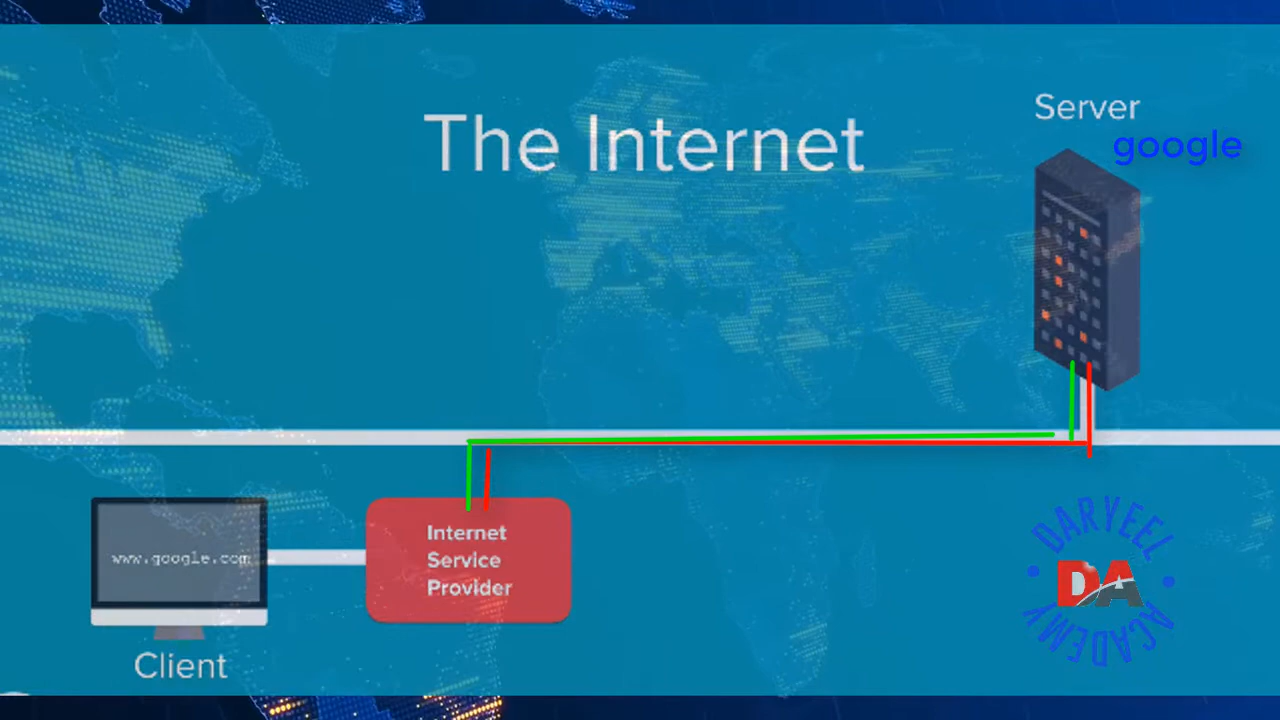 The Internet
Server
google
www.google.com
Internet
Service
Provider
Client
DARYEEL
DA
ACADEMY